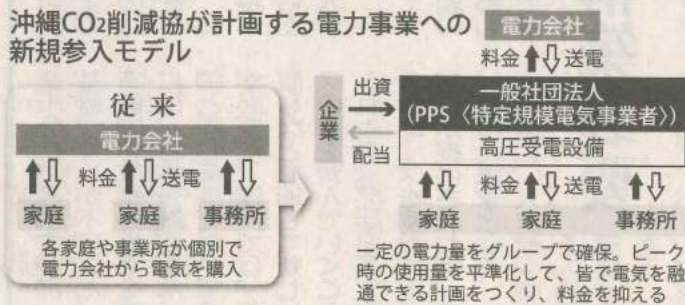 沖縄CO₂削減協が計画する電力事業への
新規参入モデル
従来
電力会社
料金 送電
家庭 家庭 事務所
各家庭や事業所が個別で
電力会社から電気を購入
電力会社
料金 送電
企業
出資
配当
一般社団法人
(PPS〈特定規模電気事業者〉)
高圧受電設備
料金 送電
家庭 家庭 事務所
一定の電力量をグループで確保。ピーク
時の使用量を平準化して、皆で電気を融
通できる計画をつくり、料金を抑える